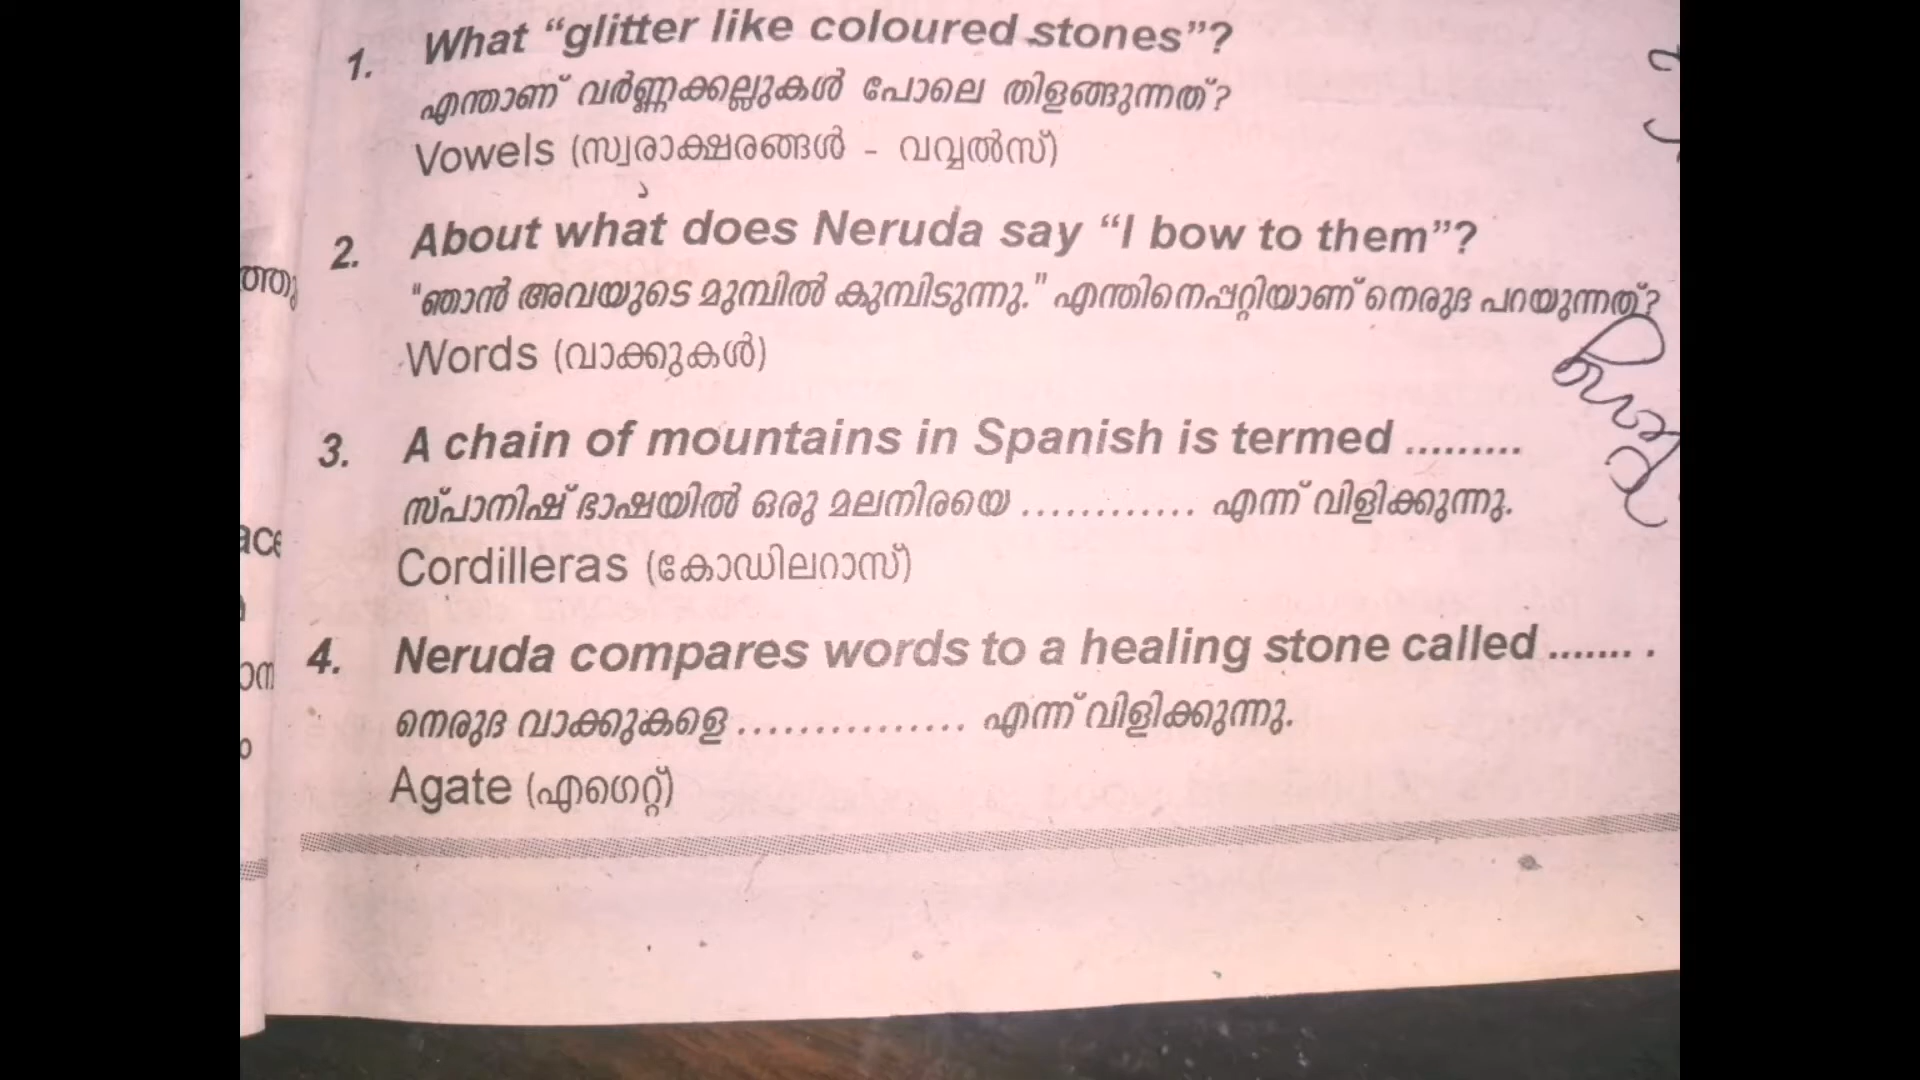 1. What “glitter like coloured stones”?
എന്താണ് വർണ്ണക്കല്ലുകൾ പോലെ തിളങ്ങുന്നത്?
Vowels (സ്വരാക്ഷരങ്ങൾ - വവ്വൽസ്)
2. About what does Neruda say “I bow to them”?
"ഞാൻ അവയുടെ മുമ്പിൽ കുമ്പിടുന്നു." എന്തിനെപ്പറ്റിയാണ് നെരുദ പറയുന്നത്?
Words (വാക്കുകൾ)
3. A chain of mountains in Spanish is termed .........
സ്പാനിഷ് ഭാഷയിൽ ഒരു മലനിരയെ ............ എന്ന് വിളിക്കുന്നു.
Cordilleras (കോഡിലറാസ്)
4. Neruda compares words to a healing stone called ....... .
നെരുദ വാക്കുകളെ ............... എന്ന് വിളിക്കുന്നു.
Agate (എഗെറ്റ്)